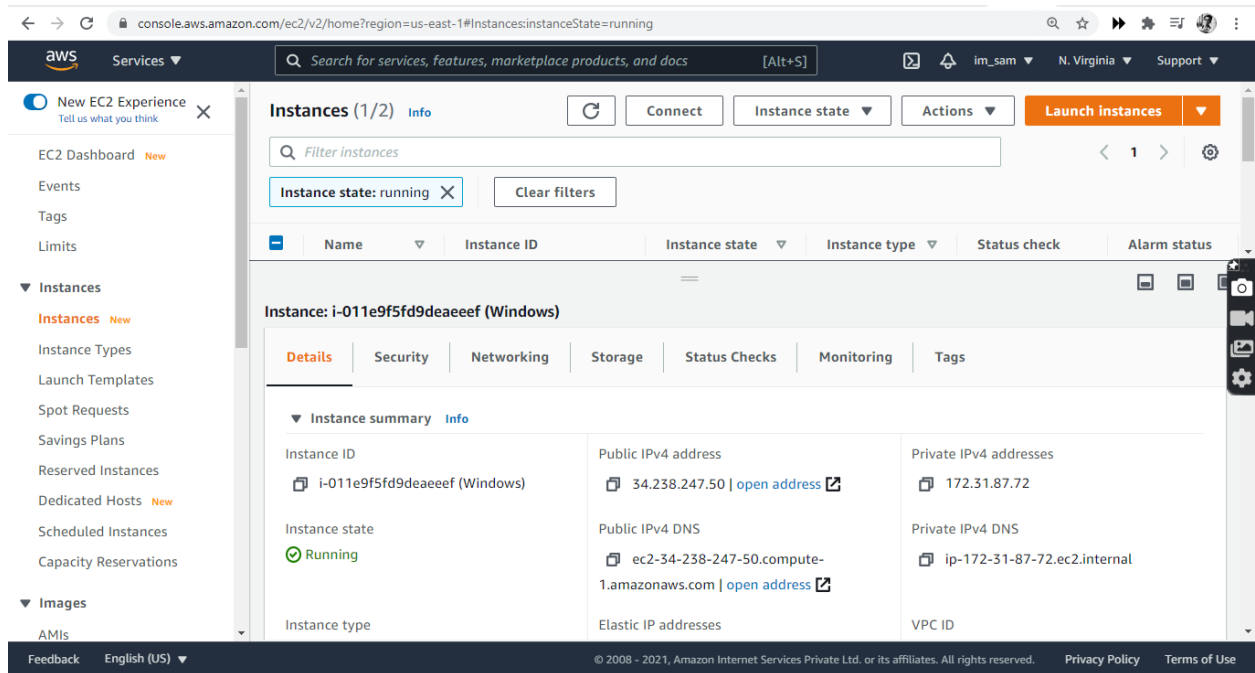 console.aws.amazon.com/ec2/v2/home?region=us-east-1#Instances:instanceState=running
aws Services ▼ Search for services, features, marketplace products, and docs [Alt+S] im_sam ▼ N. Virginia ▼ Support ▼
New EC2 Experience
Tell us what you think
EC2 Dashboard New
Events
Tags
Limits
Instances
Instances New
Instance Types
Launch Templates
Spot Requests
Savings Plans
Reserved Instances
Dedicated Hosts New
Scheduled Instances
Capacity Reservations
Images
AMIs
Instances (1/2) Info Connect Instance state ▼ Actions ▼ Launch instances ▼
Filter instances 1
Instance state: running Clear filters
Name Instance ID Instance state Instance type Status check Alarm status
Instance: i-011e9f5fd9deaeeef (Windows)
Details Security Networking Storage Status Checks Monitoring Tags
Instance summary Info
Instance ID Public IPv4 address Private IPv4 addresses
i-011e9f5fd9deaeeef (Windows) 34.238.247.50 | open address 172.31.87.72
Instance state Public IPv4 DNS Private IPv4 DNS
Running ec2-34-238-247-50.compute- ip-172-31-87-72.ec2.internal
1.amazonaws.com | open address
Instance type Elastic IP addresses VPC ID
Feedback English (US) ▼ © 2008 - 2021, Amazon Internet Services Private Ltd. or its affiliates. All rights reserved. Privacy Policy Terms of Use